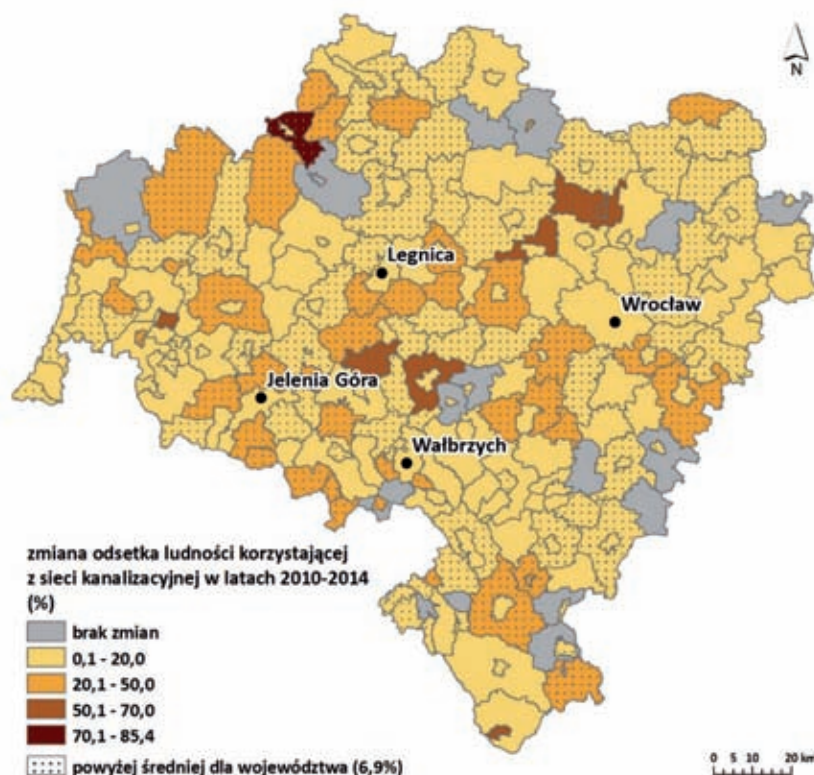 N
Legnica
Wrocław
Jelenia Góra
Wałbrzych
zmiana odsetka ludności korzystającej
z sieci kanalizacyjnej w latach 2010-2014
(%)
brak zmian
0,1 - 20,0
20,1 - 50,0
50,1 - 70,0
70,1 - 85,4
powyżej średniej dla województwa (6,9%)
0 5 10 20 km